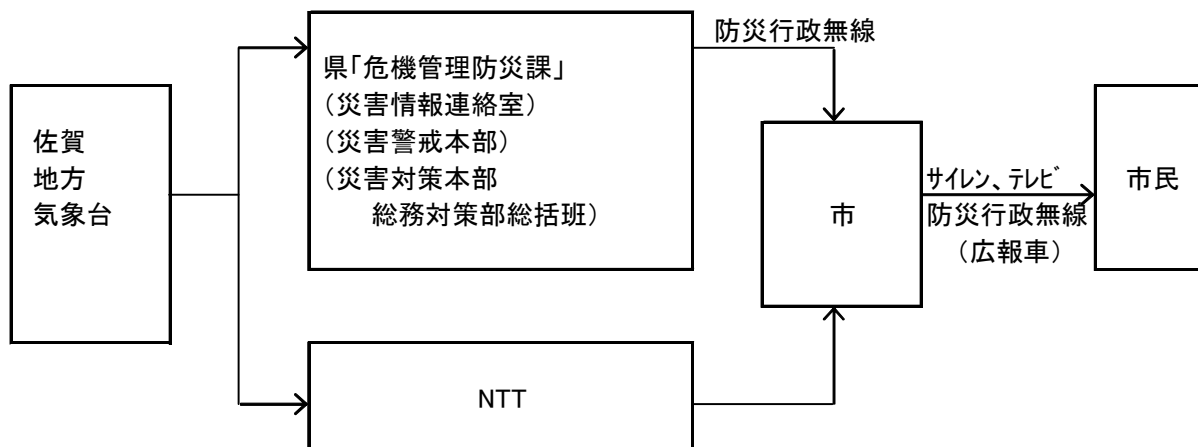 防災行政無線
県「危機管理防災課」
（災害情報連絡室）
（災害警戒本部）
（災害対策本部
総務対策部総括班）
佐賀
地方
気象台
市
サイレン、テレビ
防災行政無線
（広報車）
市民
NTT